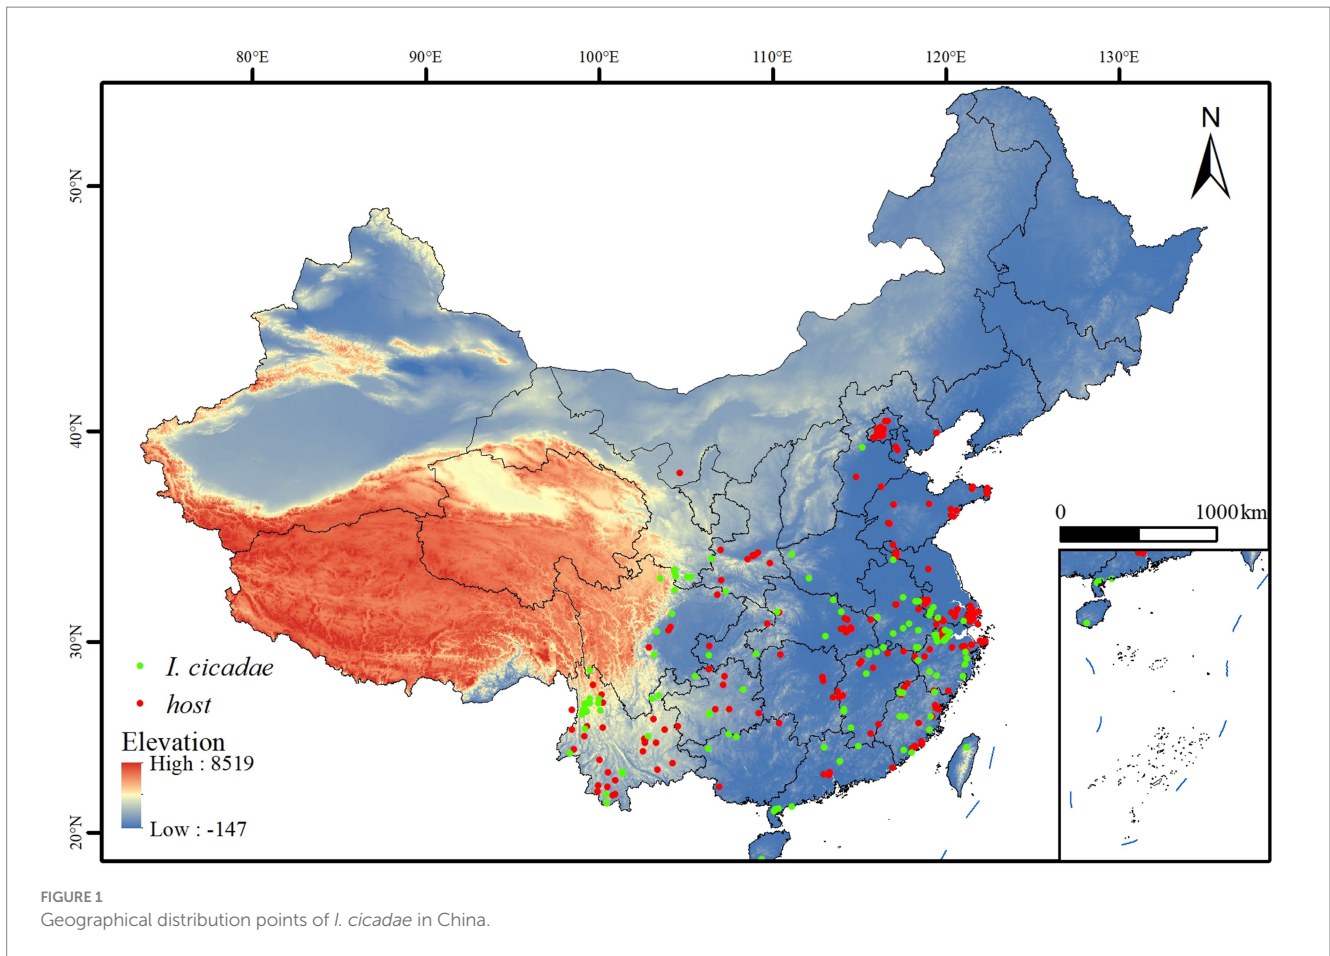 80°E 90°E 100°E 110°E 120°E 130°E
N
50°N
40°N
30°N
20°N
0 1000km
I. cicadae
host
Elevation
High : 8519
Low : -147
FIGURE 1
Geographical distribution points of I. cicadae in China.